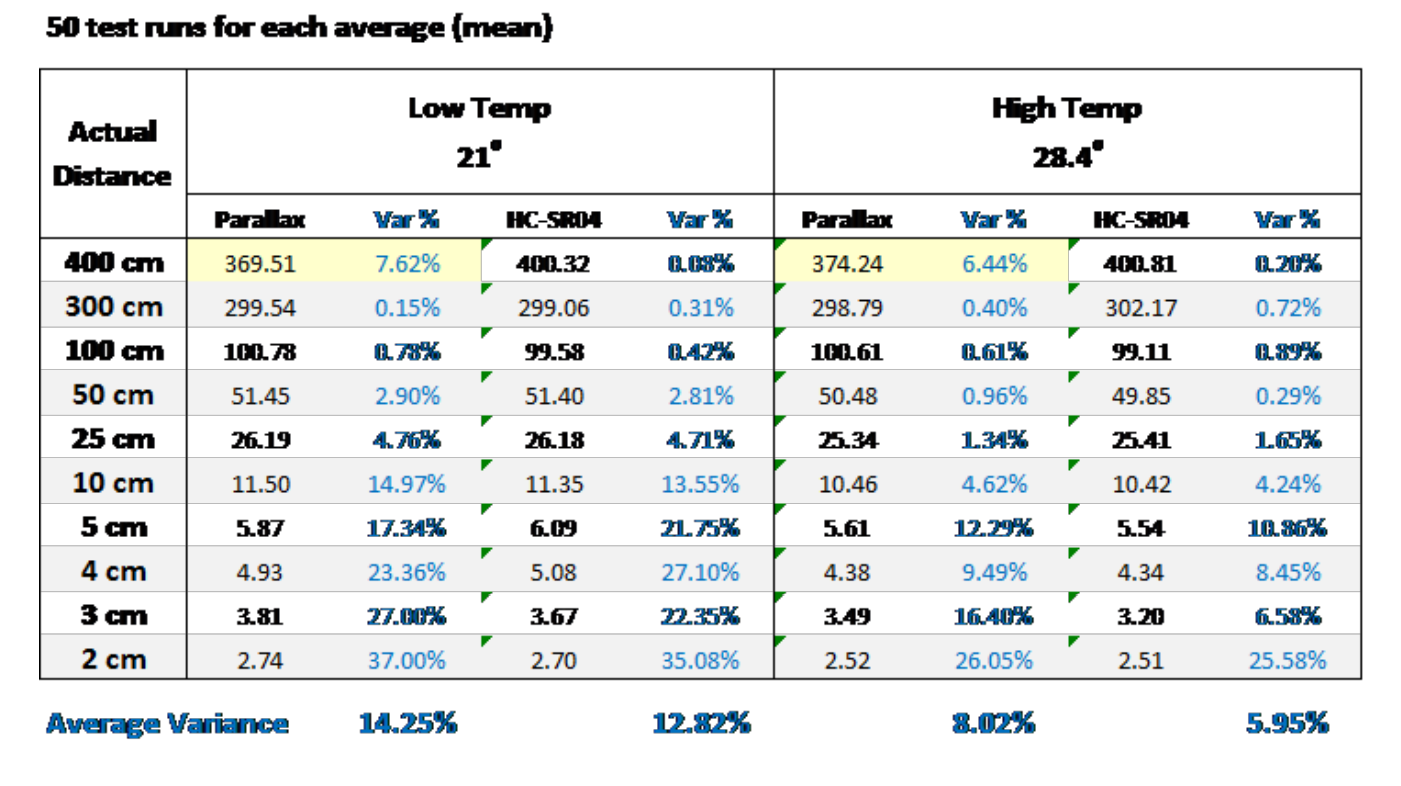 50 test runs for each average (mean)
Actual Distance
Low Temp
21°
High Temp
28.4°
Parallax Var % HC-SR04 Var % Parallax Var % HC-SR04 Var %
400 cm 369.51 7.62% 400.32 0.08% 374.24 6.44% 400.81 0.20%
300 cm 299.54 0.15% 299.06 0.31% 298.79 0.40% 302.17 0.72%
100 cm 100.78 0.78% 99.58 0.42% 100.61 0.61% 99.11 0.89%
50 cm 51.45 2.90% 51.40 2.81% 50.48 0.96% 49.85 0.29%
25 cm 26.19 4.76% 26.18 4.71% 25.34 1.34% 25.41 1.65%
10 cm 11.50 14.97% 11.35 13.55% 10.46 4.62% 10.42 4.24%
5 cm 5.87 17.34% 6.09 21.75% 5.61 12.29% 5.54 10.86%
4 cm 4.93 23.36% 5.08 27.10% 4.38 9.49% 4.34 8.45%
3 cm 3.81 27.00% 3.67 22.35% 3.49 16.40% 3.20 6.58%
2 cm 2.74 37.00% 2.70 35.08% 2.52 26.05% 2.51 25.58%
Average Variance 14.25% 12.82% 8.02% 5.95%